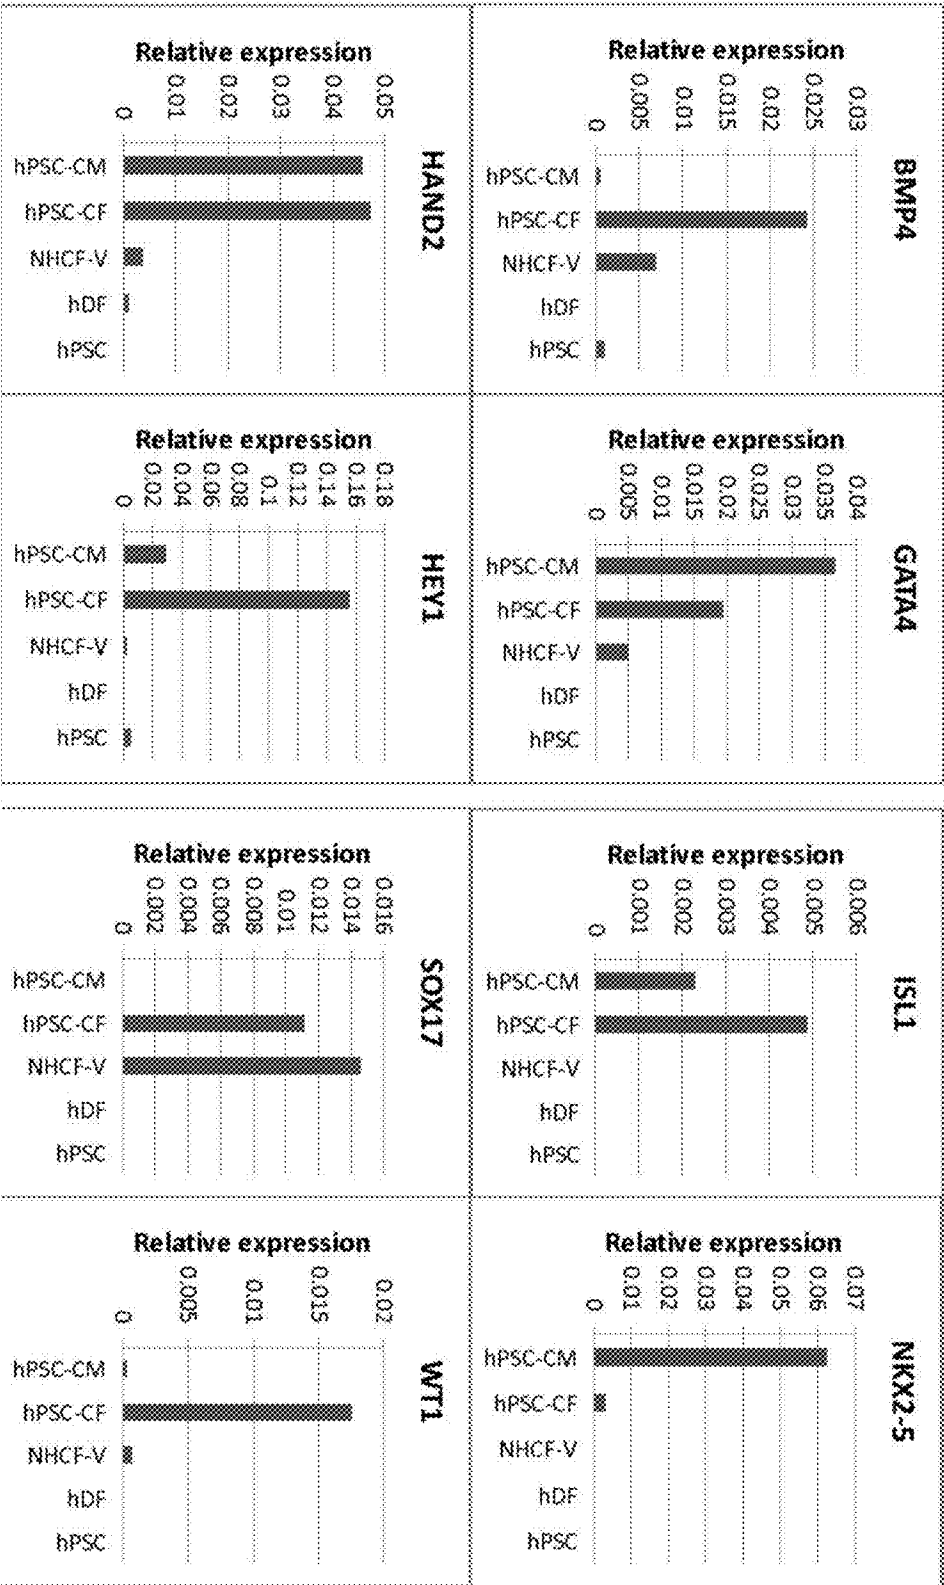 BMP4
Relative expression
0.03
0.025
0.02
0.015
0.01
0.005
0
hPSC-CM
hPSC-CF
NHCF-V
hDF
hPSC
GATA4
Relative expression
0.04
0.035
0.03
0.025
0.02
0.015
0.01
0.005
0
hPSC-CM
hPSC-CF
NHCF-V
hDF
hPSC
ISL1
Relative expression
0.006
0.005
0.004
0.003
0.002
0.001
0
hPSC-CM
hPSC-CF
NHCF-V
hDF
hPSC
NKX2-5
Relative expression
0.07
0.06
0.05
0.04
0.03
0.02
0.01
0
hPSC-CM
hPSC-CF
NHCF-V
hDF
hPSC
HAND2
Relative expression
0.05
0.04
0.03
0.02
0.01
0
hPSC-CM
hPSC-CF
NHCF-V
hDF
hPSC
HEY1
Relative expression
0.18
0.16
0.14
0.12
0.1
0.08
0.06
0.04
0.02
0
hPSC-CM
hPSC-CF
NHCF-V
hDF
hPSC
SOX17
Relative expression
0.016
0.014
0.012
0.01
0.008
0.006
0.004
0.002
0
hPSC-CM
hPSC-CF
NHCF-V
hDF
hPSC
WT1
Relative expression
0.02
0.015
0.01
0.005
0
hPSC-CM
hPSC-CF
NHCF-V
hDF
hPSC